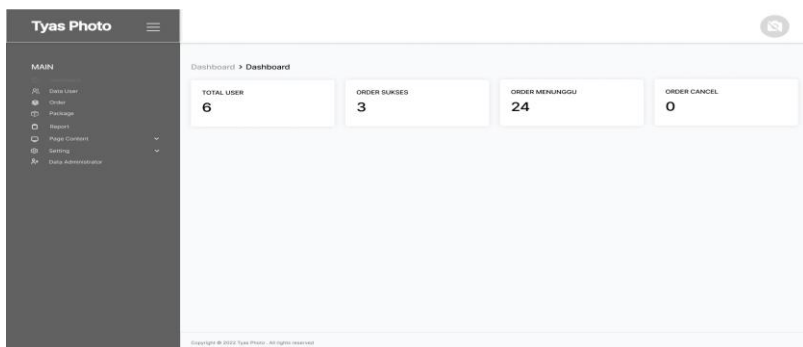 Tyas Photo
MAIN
Data User
Order
Package
Report
Page Content
Setting
Data Administrator
Dashboard > Dashboard
TOTAL USER
6
ORDER SUKSES
3
ORDER MENUNGGU
24
ORDER CANCEL
0
Copyright © 2023 Tyas Photo . All rights reserved